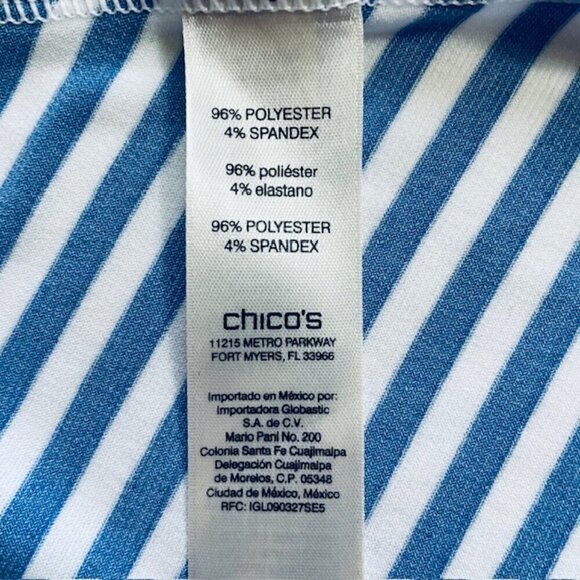 96% POLYESTER
4% SPANDEX
96% poliéster
4% elastano
96% POLYESTER
4% SPANDEX
chico's
11215 METRO PARKWAY
FORT MYERS, FL 33966
Importado en México por:
Importadora Globastic
S.A. de C.V.
Mario Pani No. 200
Colonia Santa Fe Cuajimalpa
Delegación Cuajimalpa
de Morelos, C.P. 05348
Ciudad de México, México
RFC: IGL090327SE5